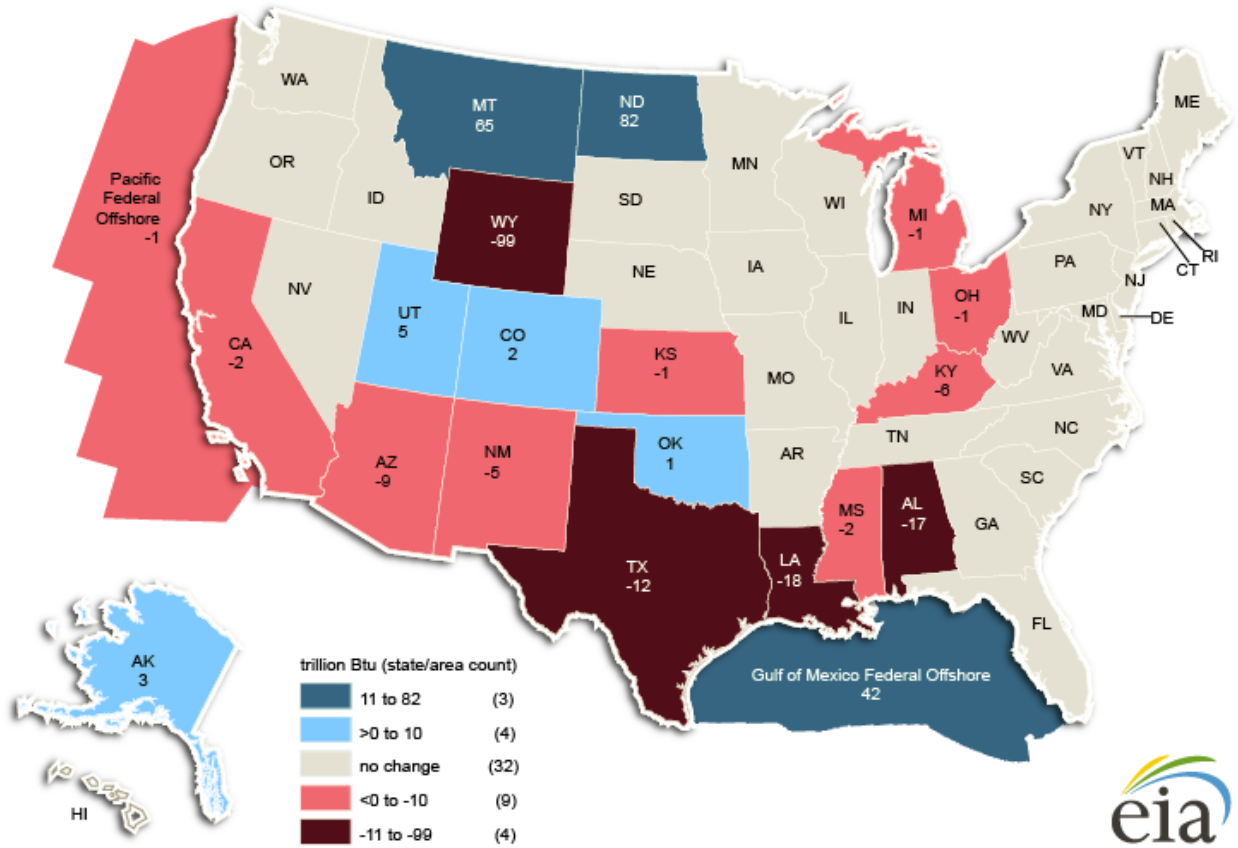 WA
MT
65
ND
82
ME
OR
MN
VT
NH
Pacific
Federal
Offshore
-1
ID
SD
WI
MI
-1
NY
MA
WY
-99
RI
CT
NE
IA
PA
NJ
NV
UT
5
CO
2
IL
IN
OH
-1
MD
DE
WV
CA
-2
KS
-1
MO
KY
-6
VA
AZ
-9
NM
-5
OK
1
AR
TN
NC
SC
MS
-2
AL
-17
GA
TX
-12
LA
-18
FL
AK
3
HI
Gulf of Mexico Federal Offshore
42
trillion Btu (state/area count)
11 to 82 (3)
>0 to 10 (4)
no change (32)
<0 to -10 (9)
-11 to -99 (4)
eia